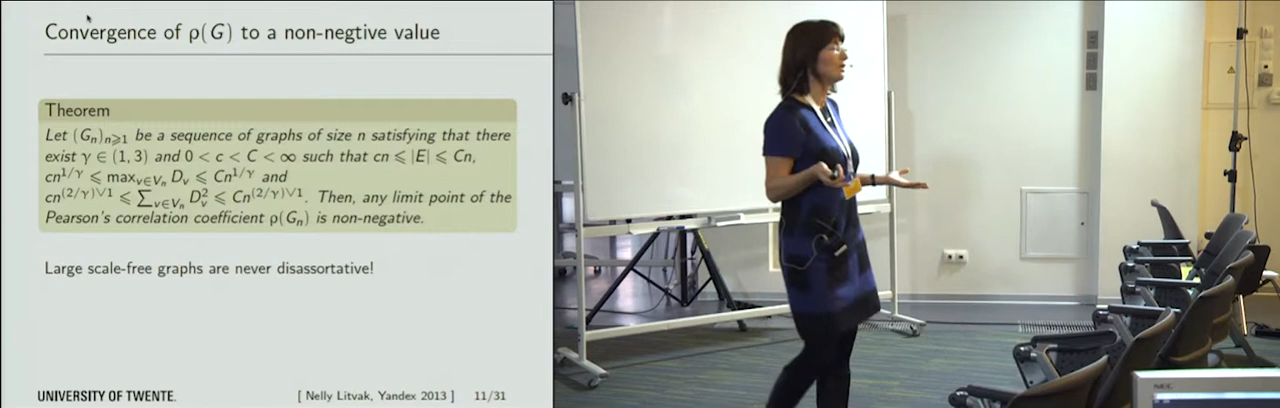 Convergence of ρ(G) to a non-negtive value
Theorem
Let (Gₙ)ₙ⩾₁ be a sequence of graphs of size n satisfying that there
exist γ ∈ (1, 3) and 0 < c < C < ∞ such that cn ⩽ |E| ⩽ Cn,
cn^{1/γ} ⩽ max_{v∈Vₙ} D_v ⩽ Cn^{1/γ} and
cn^{(2/γ)∨1} ⩽ ∑_{v∈Vₙ} D_v^2 ⩽ Cn^{(2/γ)∨1}. Then, any limit point of the
Pearson's correlation coefficient ρ(Gₙ) is non-negative.
Large scale-free graphs are never disassortative!
UNIVERSITY OF TWENTE. [ Nelly Litvak, Yandex 2013 ] 11/31
NEC